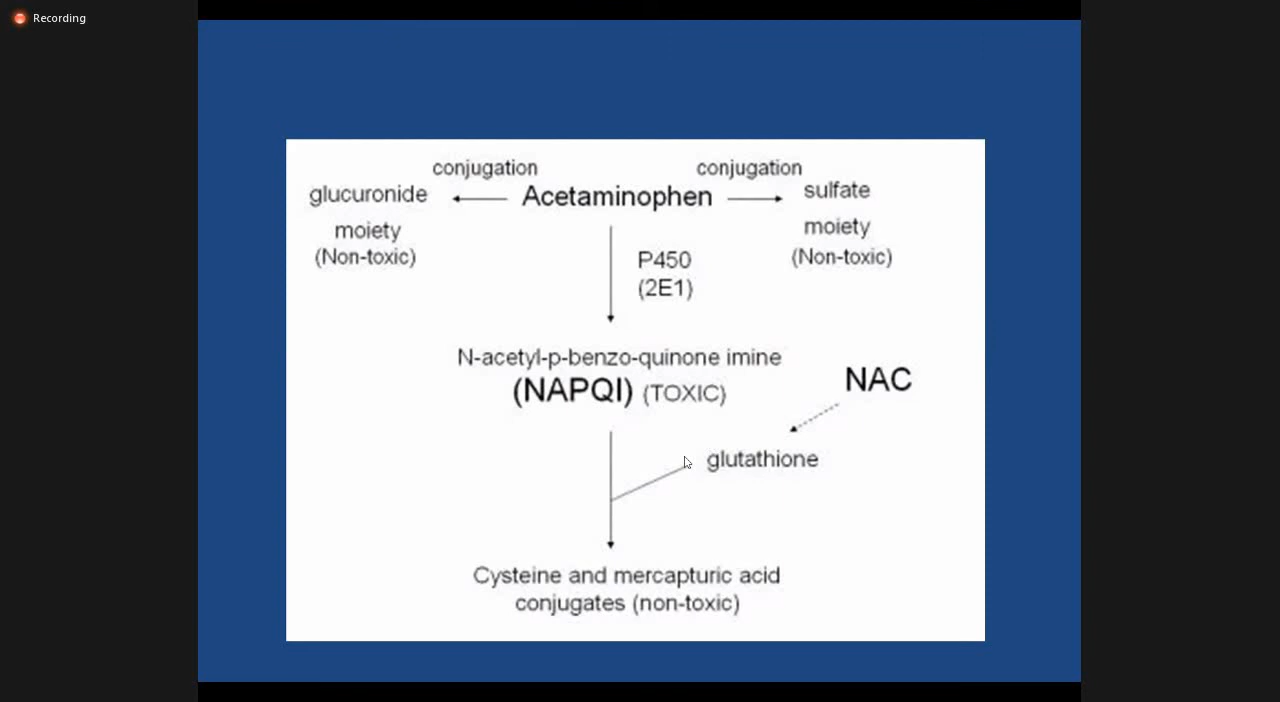 Recording
conjugation
conjugation
glucuronide
Acetaminophen
sulfate
moiety
(Non-toxic)
moiety
(Non-toxic)
P450
(2E1)
N-acetyl-p-benzo-quinone imine
(NAPQI) (TOXIC)
NAC
glutathione
Cysteine and mercapturic acid
conjugates (non-toxic)